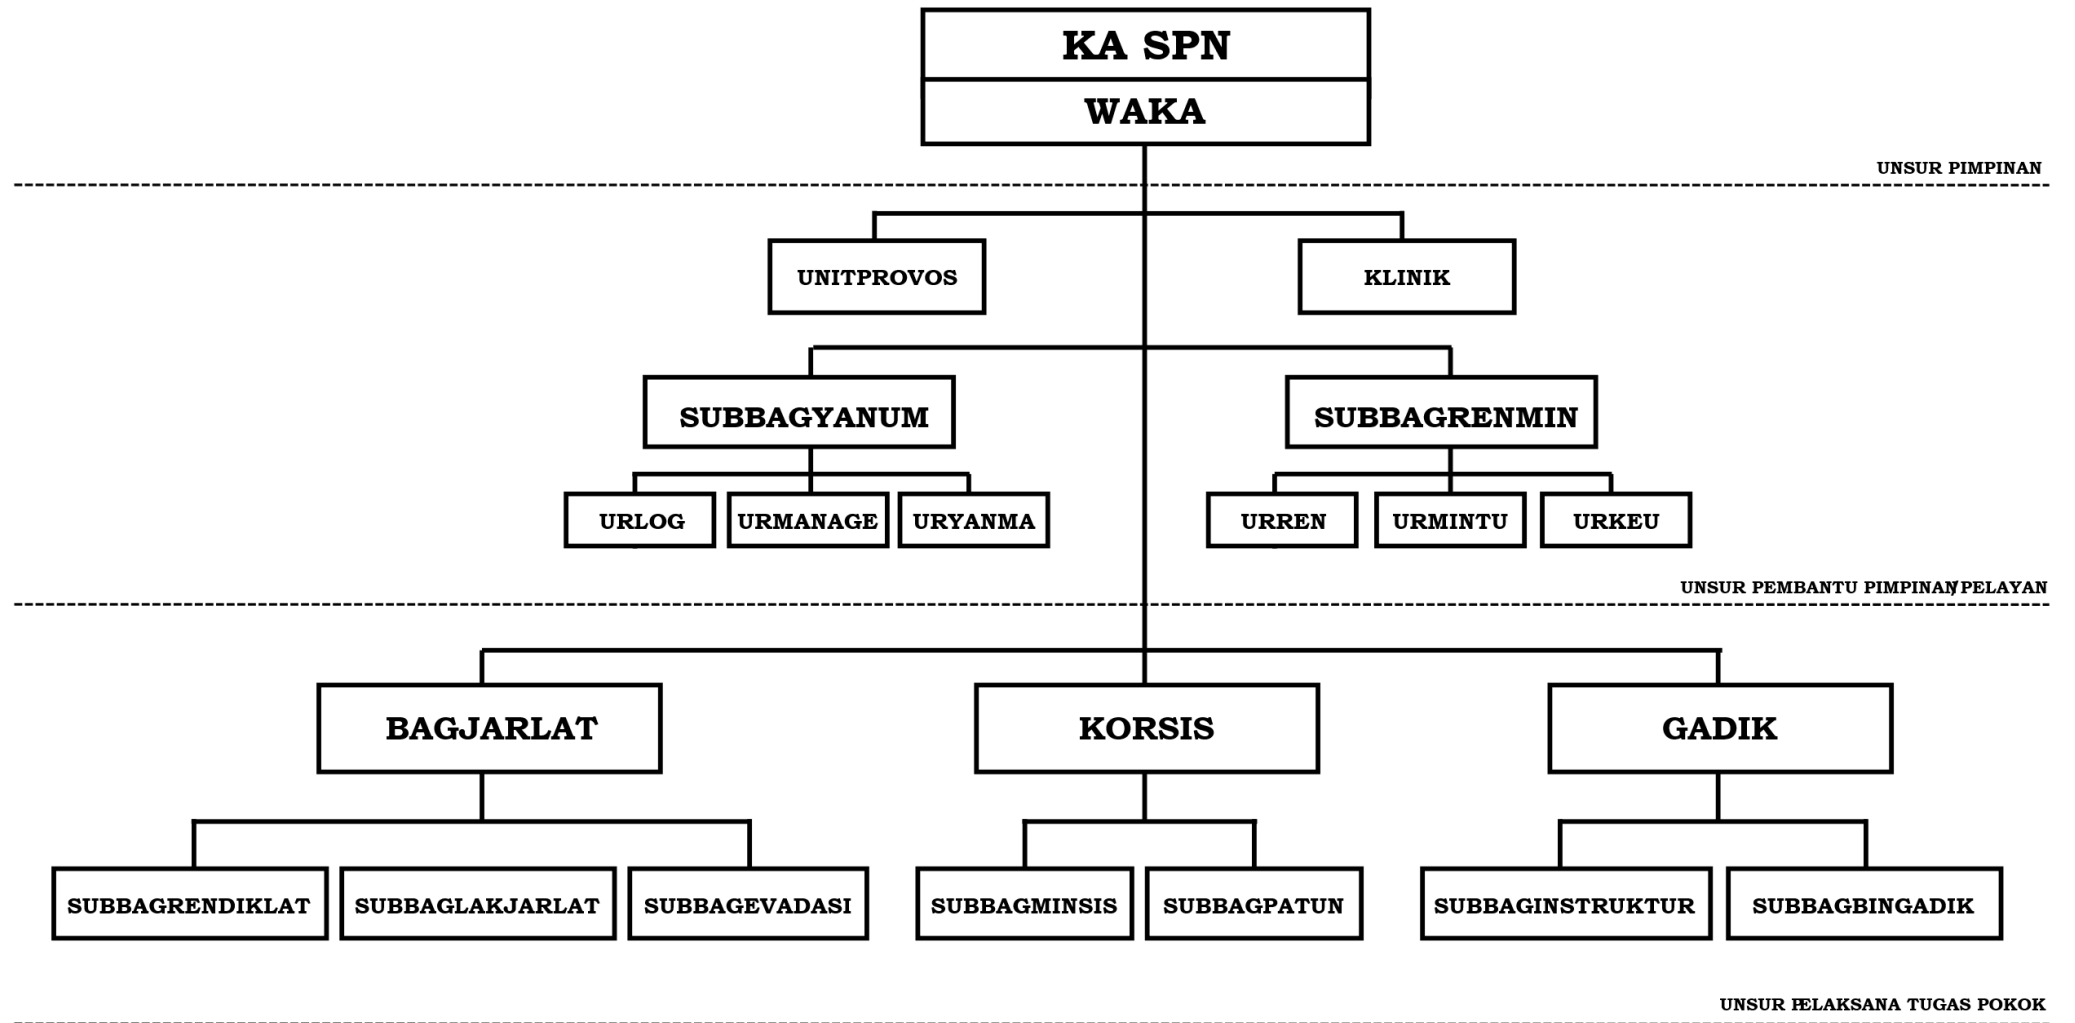 KA SPN
WAKA
UNSUR PIMPINAN
UNITPROVOS
KLINIK
SUBBAGYANUM
SUBBAGRENMIN
URLOG
URMANAGE
URYANMA
URREN
URMINTU
URKEU
UNSUR PEMBANTU PIMPINAN/PELAYAN
BAGJARLAT
KORSIS
GADIK
SUBBAGRENDIKLAT
SUBBAGLAKJARLAT
SUBBAGEVADASI
SUBBAGMINSIS
SUBBAGPATUN
SUBBAGINSTRUKTUR
SUBBAGBINGADIK
UNSUR PELAKSANA TUGAS POKOK